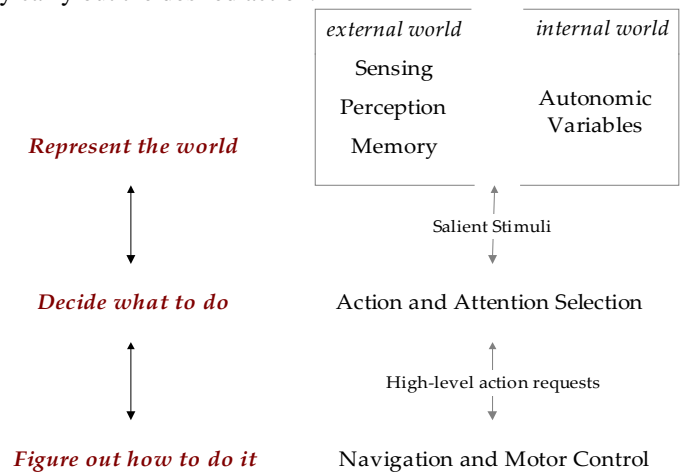 external world
internal world
Sensing
Perception
Memory
Autonomic
Variables
Represent the world
Salient Stimuli
Decide what to do
Action and Attention Selection
High-level action requests
Figure out how to do it
Navigation and Motor Control